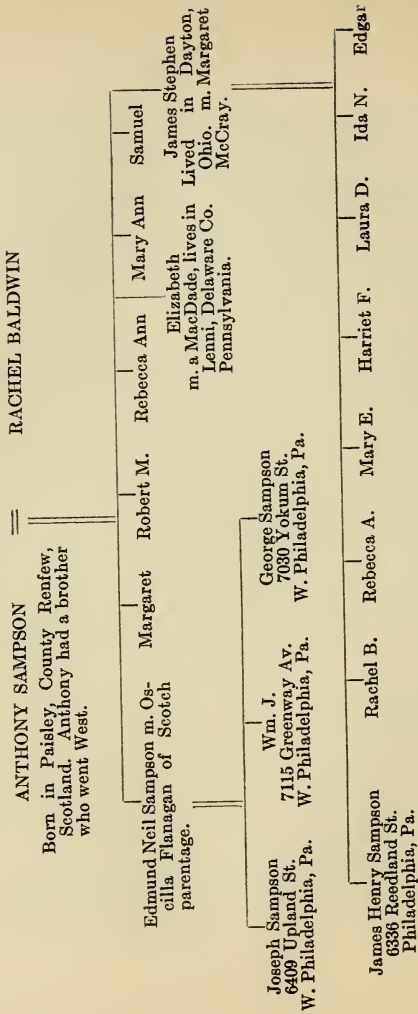 ANTHONY SAMPSON = RACHEL BALDWIN
Born in Paisley, County Renfew,
Scotland. Anthony had a brother
who went West.
Edmund Neil Sampson m. Os-
cilla Flanagan of Scotch
parentage.
Margaret
Robert M.
Rebecca Ann
Elizabeth
m. a MacDade, lives in
Lenni, Delaware Co.
Pennsylvania.
Mary Ann
Samuel
James Stephen
Lived in Dayton,
Ohio. m. Margaret
McCray.
Joseph Sampson
6409 Upland St.
W. Philadelphia, Pa.
Wm. J.
7115 Greenway Av.
W. Philadelphia, Pa.
George Sampson
7030 Yokum St.
W. Philadelphia, Pa.
James Henry Sampson
6336 Reedland St.
Philadelphia, Pa.
Rachel B.
Rebecca A.
Mary E.
Harriet F.
Laura D.
Ida N.
Edgar